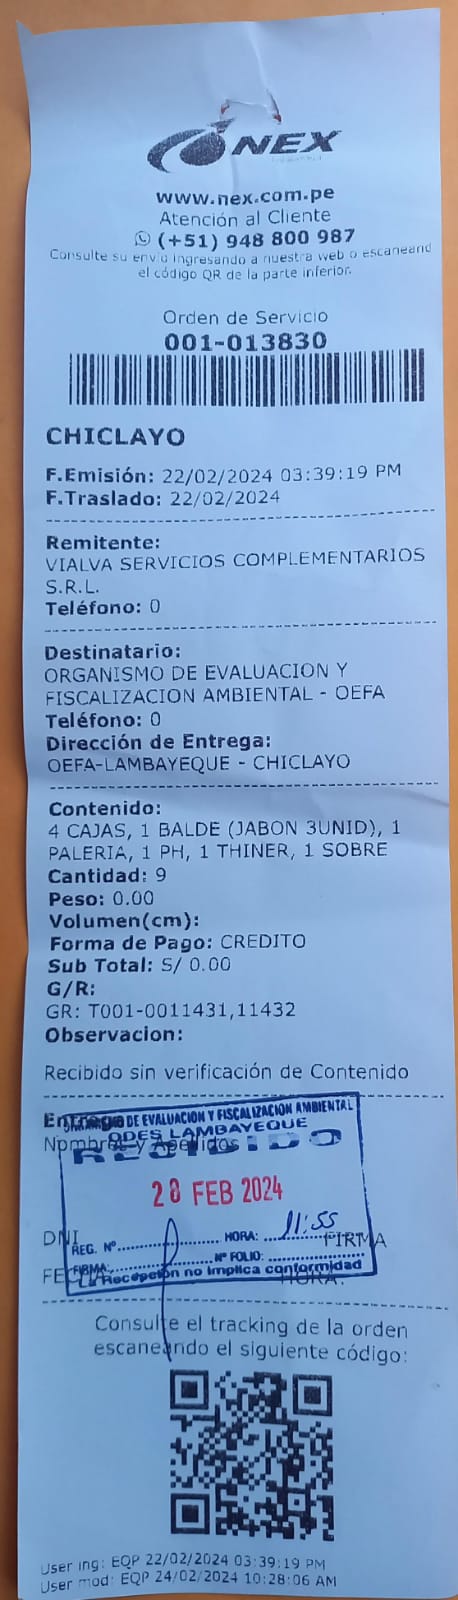 NEX
www.nex.com.pe
Atención al Cliente
(+51) 948 800 987
Consulte su envío ingresando a nuestra web o escaneand
el código QR de la parte inferior.
Orden de Servicio
001-013830
CHICLAYO
F.Emisión: 22/02/2024 03:39:19 PM
F.Traslado: 22/02/2024
Remitente:
VIALVA SERVICIOS COMPLEMENTARIOS
S.R.L.
Teléfono: 0
Destinatario:
ORGANISMO DE EVALUACION Y
FISCALIZACION AMBIENTAL - OEFA
Teléfono: 0
Dirección de Entrega:
OEFA-LAMBAYEQUE - CHICLAYO
Contenido:
4 CAJAS, 1 BALDE (JABON 3UNID), 1
PALERIA, 1 PH, 1 THINER, 1 SOBRE
Cantidad: 9
Peso: 0.00
Volumen(cm):
Forma de Pago: CREDITO
Sub Total: S/ 0.00
G/R:
GR: T001-0011431,11432
Observacion:
Recibido sin verificación de Contenido
Entrega
DE EVALUACION Y FISCALIZACION AMBIENTAL
ODES LAMBAYEQUE
Nombres y Apellidos
RECIBIDO
28 FEB 2024
DNI
REG. Nº HORA: 11:55
FIRMA
FIRMA: Nº FOLIO:
La Recepción no implica conformidad
FECHA HORA:
Consulte el tracking de la orden
escaneando el siguiente código:
User ing: EQP 22/02/2024 03:39:19 PM
User mod: EQP 24/02/2024 10:28:06 AM